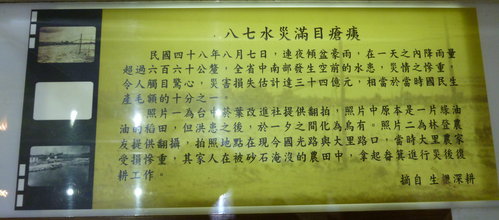 八七水災滿目瘡痍
民國四十八年八月七日，連夜傾盆豪雨，在一天之內降雨量
超過六百六十公釐，全省中南部發生空前的水患，災情之慘重，
令人觸目驚心，災害損失估計達三十四億元，相當於當時國民生
產毛額的十分之一。
照片一為台中菸葉改進社提供翻拍，照片中原本是一片綠油
油的稻田，但洪患之後，於一夕之間化為烏有。照片二為林登農
友提供翻攝，拍照地點在現今國光路與大里路口，當時大里農家
受損慘重，其家人在被砂石淹沒的農田中，拿起畚箕進行災後復
耕工作。
摘自 生機深耕